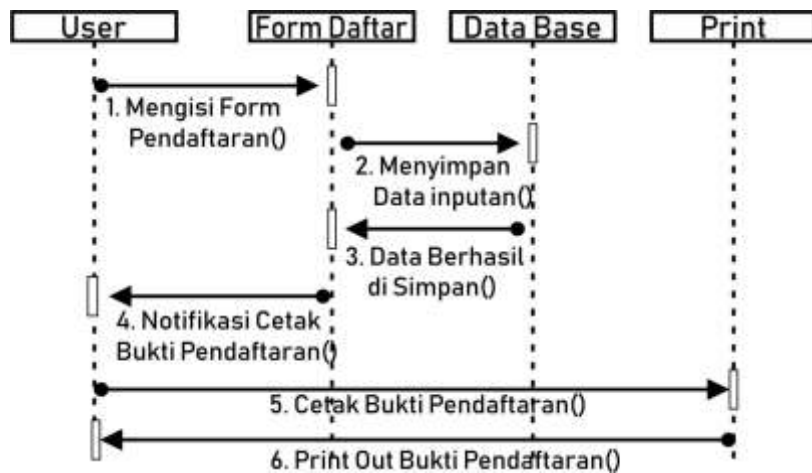 User Form Daftar Data Base Print
1. Mengisi Form
Pendaftaran()
2. Menyimpan
Data inputan()
3. Data Berhasil
di Simpan()
4. Notifikasi Cetak
Bukti Pendaftaran()
5. Cetak Bukti Pendaftaran()
6. Print Out Bukti Pendaftaran()